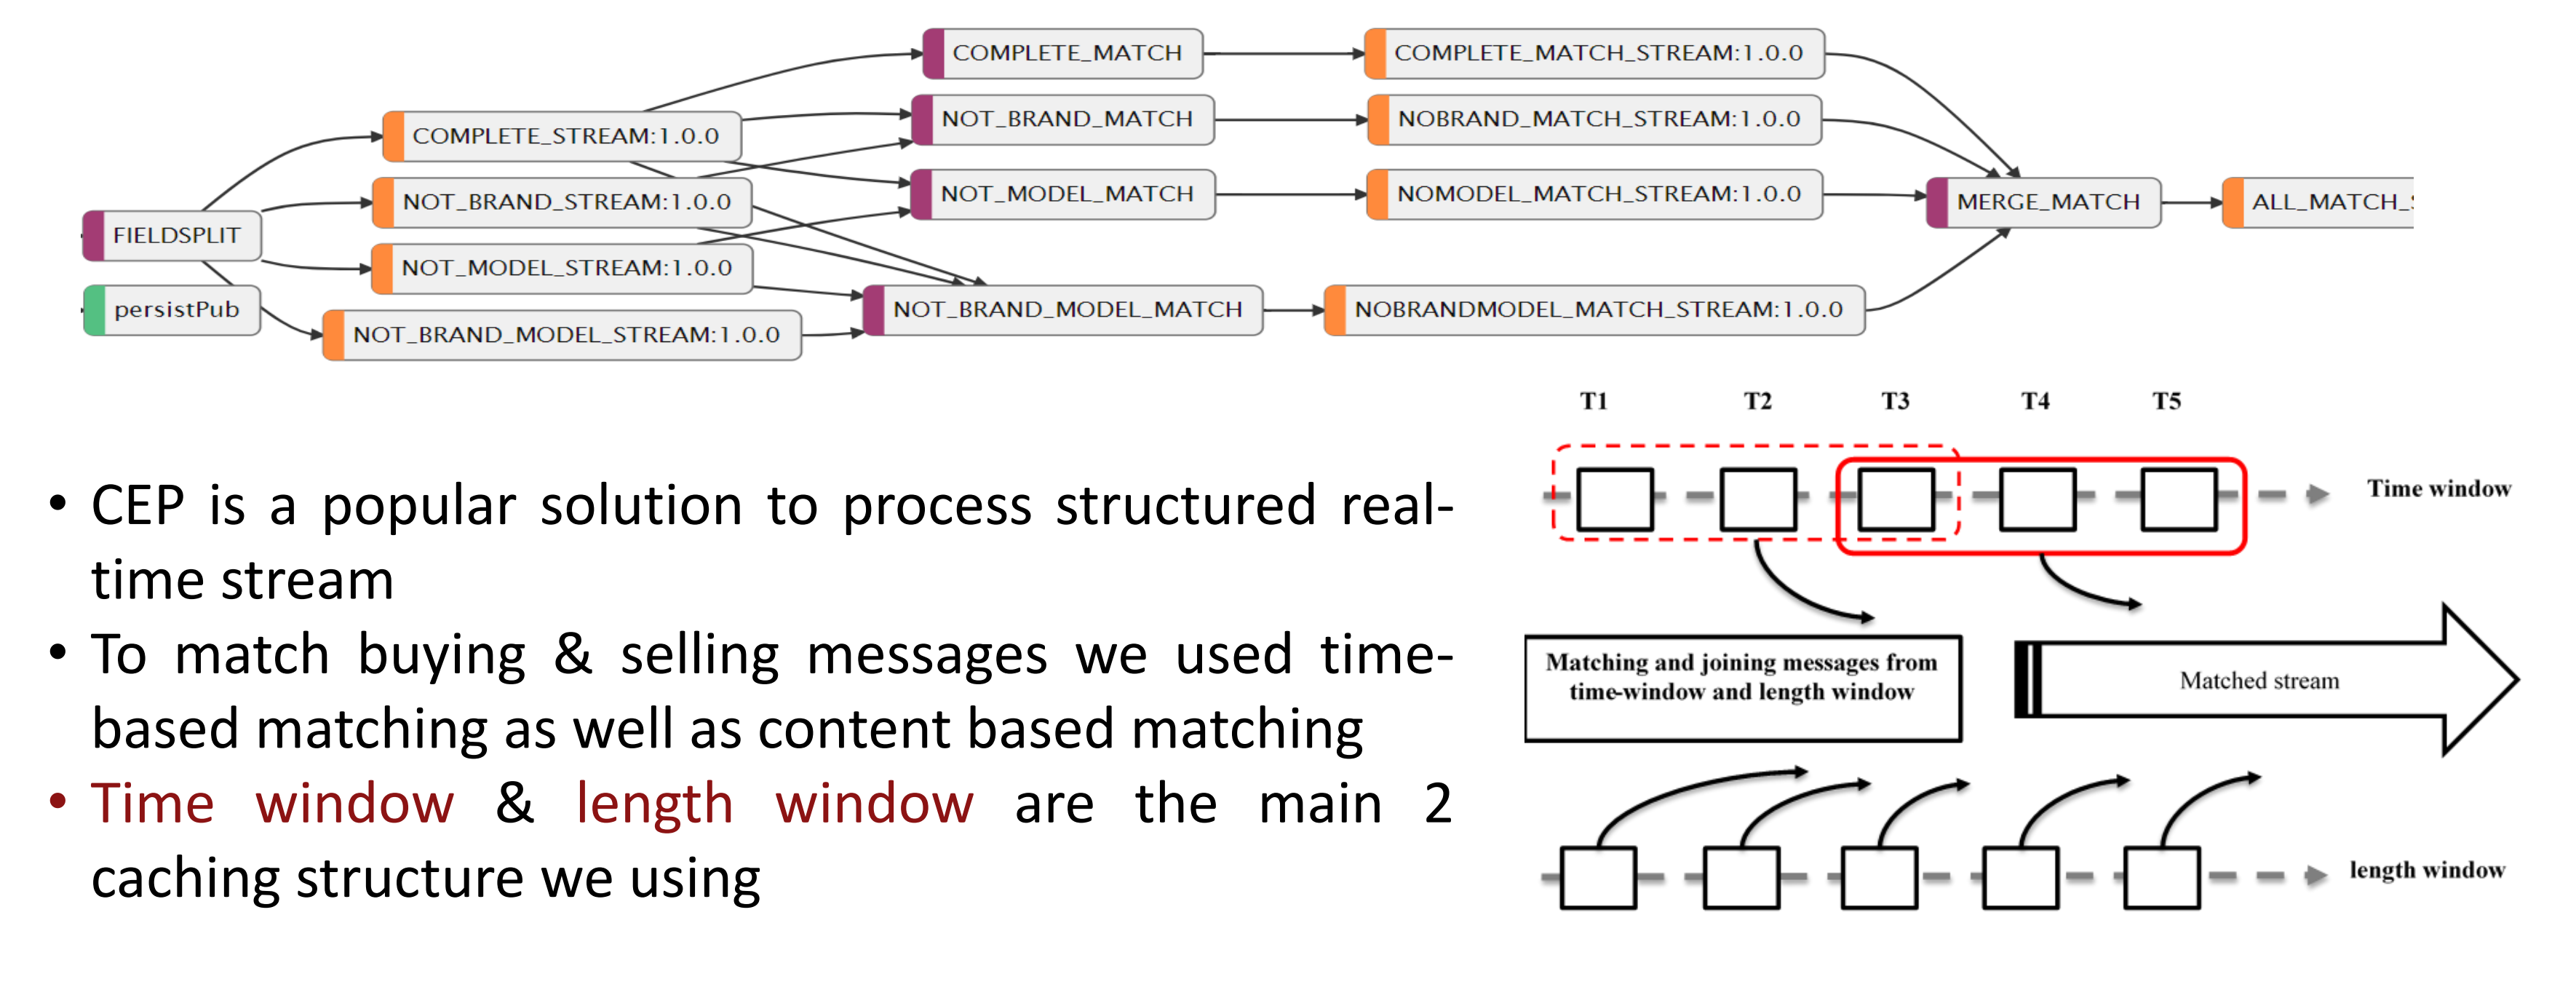 COMPLETE_MATCH
COMPLETE_MATCH_STREAM:1.0.0
COMPLETE_STREAM:1.0.0
NOT_BRAND_MATCH
NOBRAND_MATCH_STREAM:1.0.0
NOT_BRAND_STREAM:1.0.0
NOT_MODEL_MATCH
NOMODEL_MATCH_STREAM:1.0.0
MERGE_MATCH
ALL_MATCH_
FIELDSPLIT
NOT_MODEL_STREAM:1.0.0
persistPub
NOT_BRAND_MODEL_STREAM:1.0.0
NOT_BRAND_MODEL_MATCH
NOBRANDMODEL_MATCH_STREAM:1.0.0
• CEP is a popular solution to process structured real-
time stream
• To match buying & selling messages we used time-
based matching as well as content based matching
• Time window & length window are the main 2
caching structure we using
T1 T2 T3 T4 T5
Time window
Matching and joining messages from
time-window and length window
Matched stream
length window